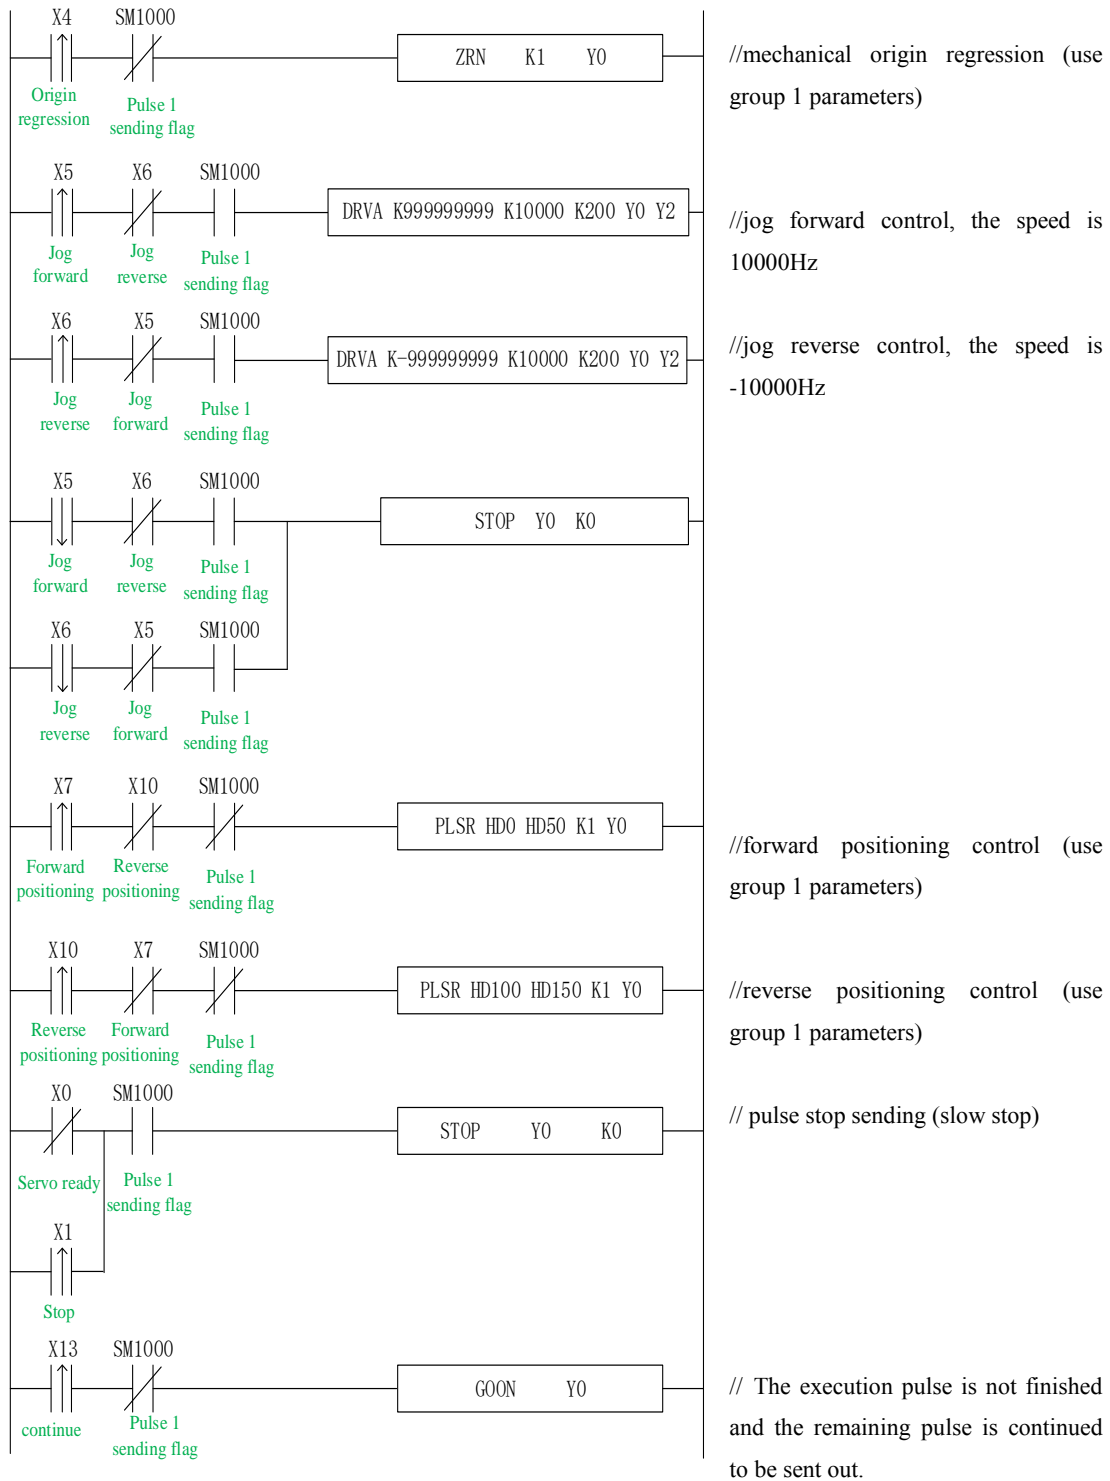 X4 SM1000
ZRN K1 Y0
//mechanical origin regression (use
group 1 parameters)
Origin
regression
Pulse 1
sending flag
X5 X6 SM1000
DRVA K999999999 K10000 K200 Y0 Y2
//jog forward control, the speed is
10000Hz
Jog
forward
Jog
reverse
Pulse 1
sending flag
X6 X5 SM1000
DRVA K-999999999 K10000 K200 Y0 Y2
//jog reverse control, the speed is
-10000Hz
Jog
reverse
Jog
forward
Pulse 1
sending flag
X5 X6 SM1000
STOP Y0 K0
Jog
forward
Jog
reverse
Pulse 1
sending flag
X6 X5 SM1000
Jog
reverse
Jog
forward
Pulse 1
sending flag
X7 X10 SM1000
PLSR HD0 HD50 K1 Y0
//forward positioning control (use
group 1 parameters)
Forward
positioning
Reverse
positioning
Pulse 1
sending flag
X10 X7 SM1000
PLSR HD100 HD150 K1 Y0
//reverse positioning control (use
group 1 parameters)
Reverse
positioning
Forward
positioning
Pulse 1
sending flag
X0 SM1000
STOP Y0 K0
// pulse stop sending (slow stop)
Servo ready
Pulse 1
sending flag
X1
Stop
X13 SM1000
GOON Y0
// The execution pulse is not finished
and the remaining pulse is continued
to be sent out.
continue
Pulse 1
sending flag